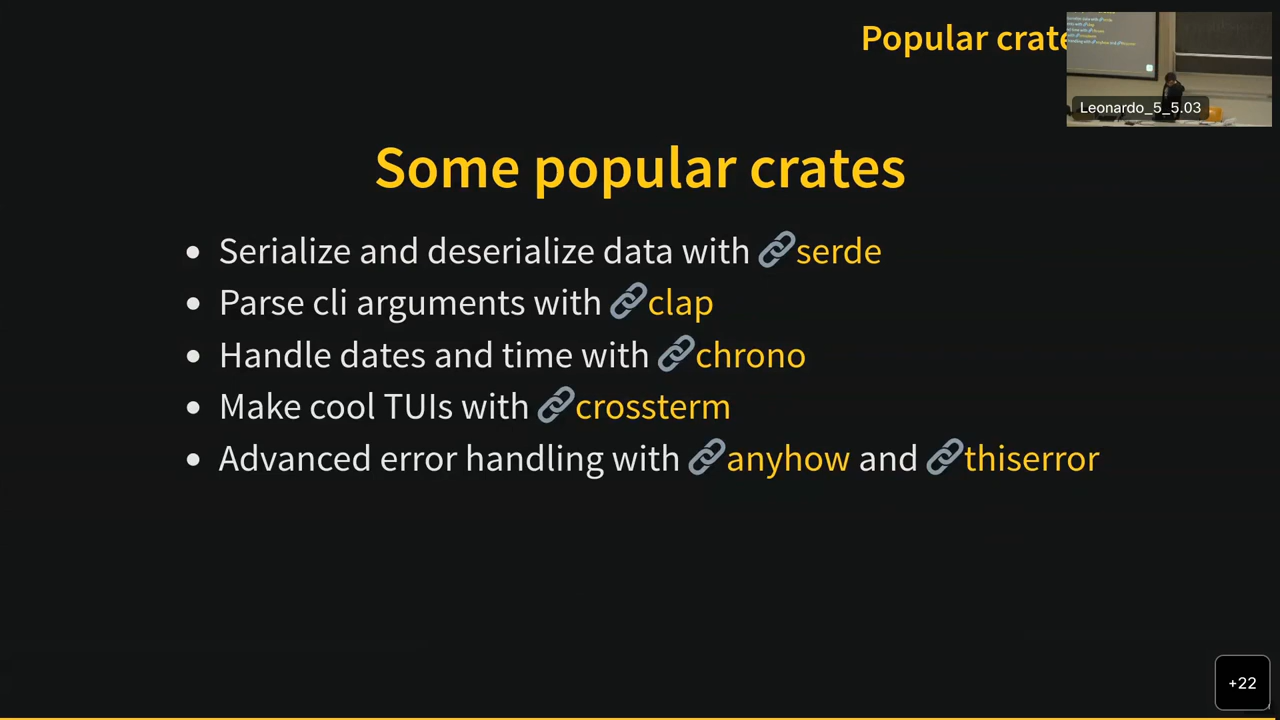 Popular crate
Leonardo_5_5.03
Some popular crates
• Serialize and deserialize data with 🔗serde
• Parse cli arguments with 🔗clap
• Handle dates and time with 🔗chrono
• Make cool TUIs with 🔗crossterm
• Advanced error handling with 🔗anyhow and 🔗thiserror
+22